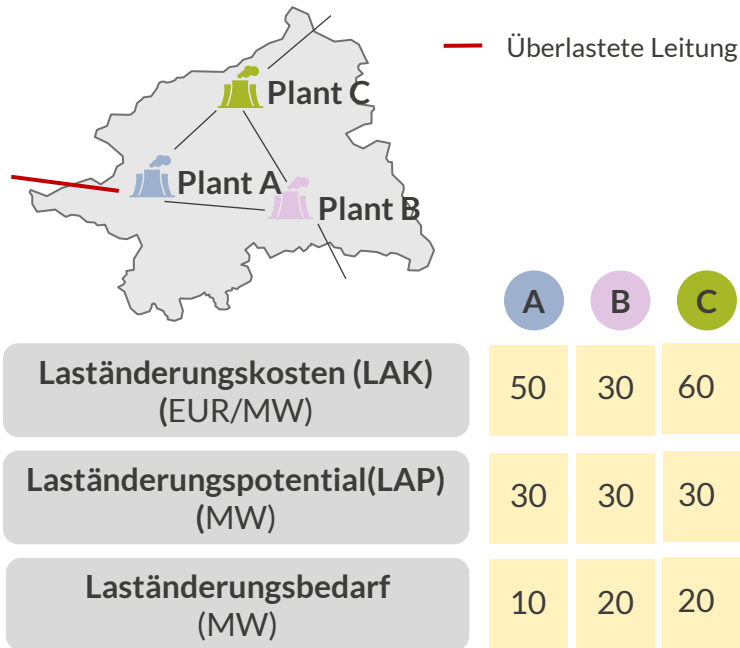 Überlastete Leitung
Plant C
Plant A
Plant B
A B C
Laständerungskosten (LAK)
(EUR/MW)
50 30 60
Laständerungspotential(LAP)
(MW)
30 30 30
Laständerungsbedarf
(MW)
10 20 20